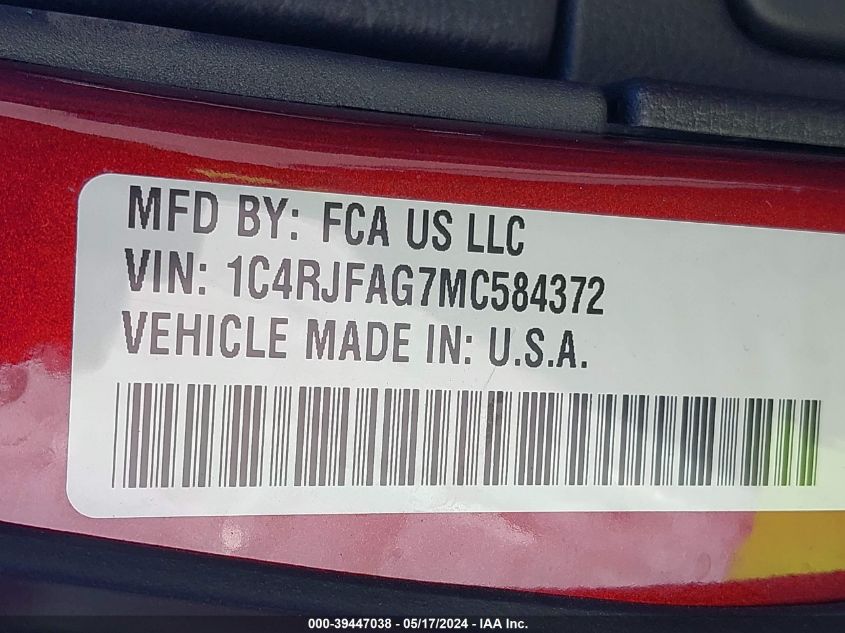 MFD BY: FCA US LLC
VIN: 1C4RJFAG7MC584372
VEHICLE MADE IN: U.S.A.
000-39447038 - 05/17/2024 - IAA Inc.